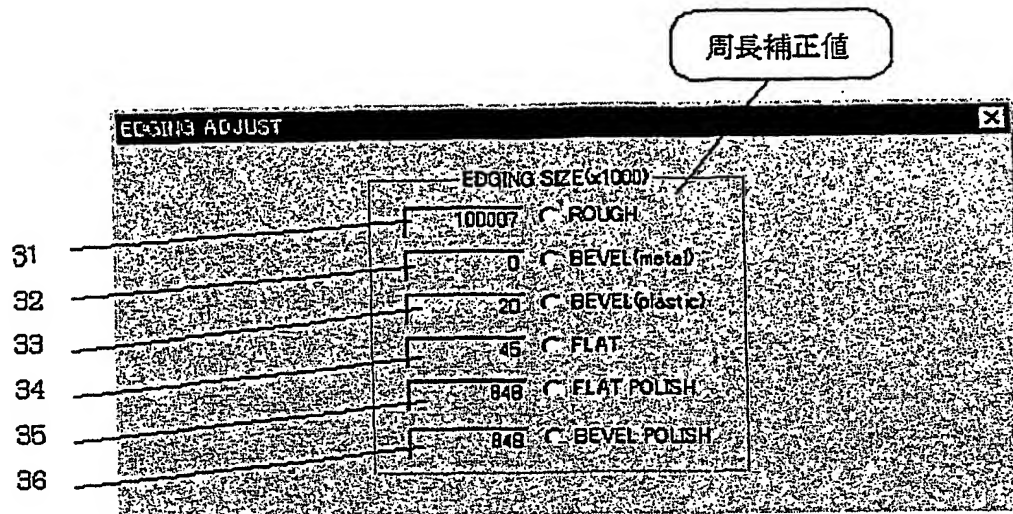 周長補正値
EDGING ADJUST
EDGING SIZE(x1000)
31 100007 ROUGH
32 0 BEVEL(metal)
33 20 BEVEL(plastic)
34 45 FLAT
35 848 FLAT POLISH
36 848 BEVEL POLISH